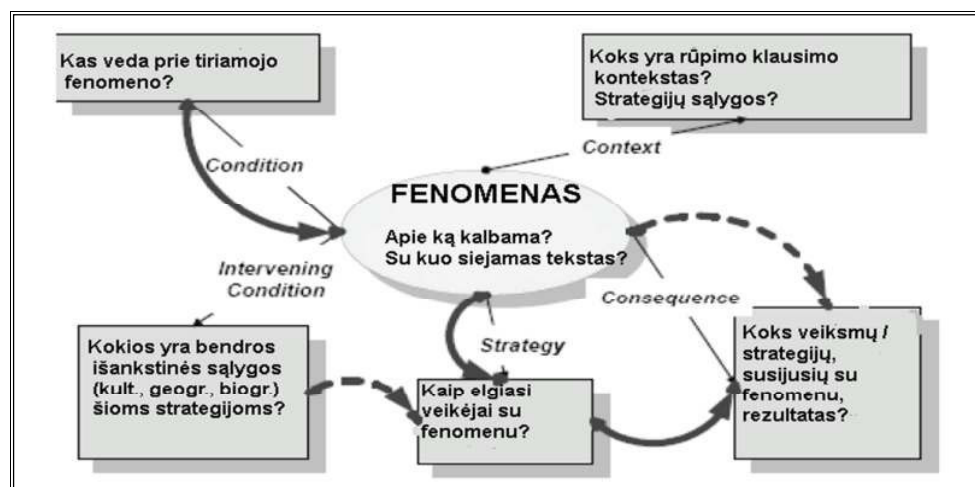 Kas veda prie tiriamojo
fenomeno?
Koks yra rūpimo klausimo
kontekstas?
Strategijų sąlygos?
Condition
Context
FENOMENAS
Apie ką kalbama?
Su kuo siejamas tekstas?
Intervening
Condition
Consequence
Strategy
Kokios yra bendros
išankstinės sąlygos
(kult., geogr., biogr.)
šioms strategijoms?
Kaip elgiasi
veikėjai su
fenomenu?
Koks veiksmų /
strategijų,
susijusių su
fenomenu,
rezultatas?